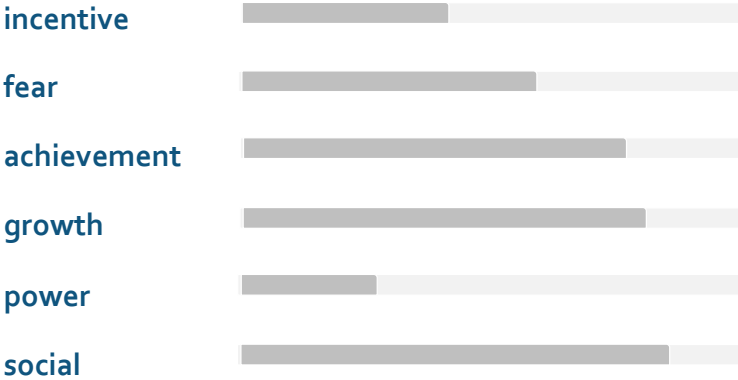 incentive
fear
achievement
growth
power
social